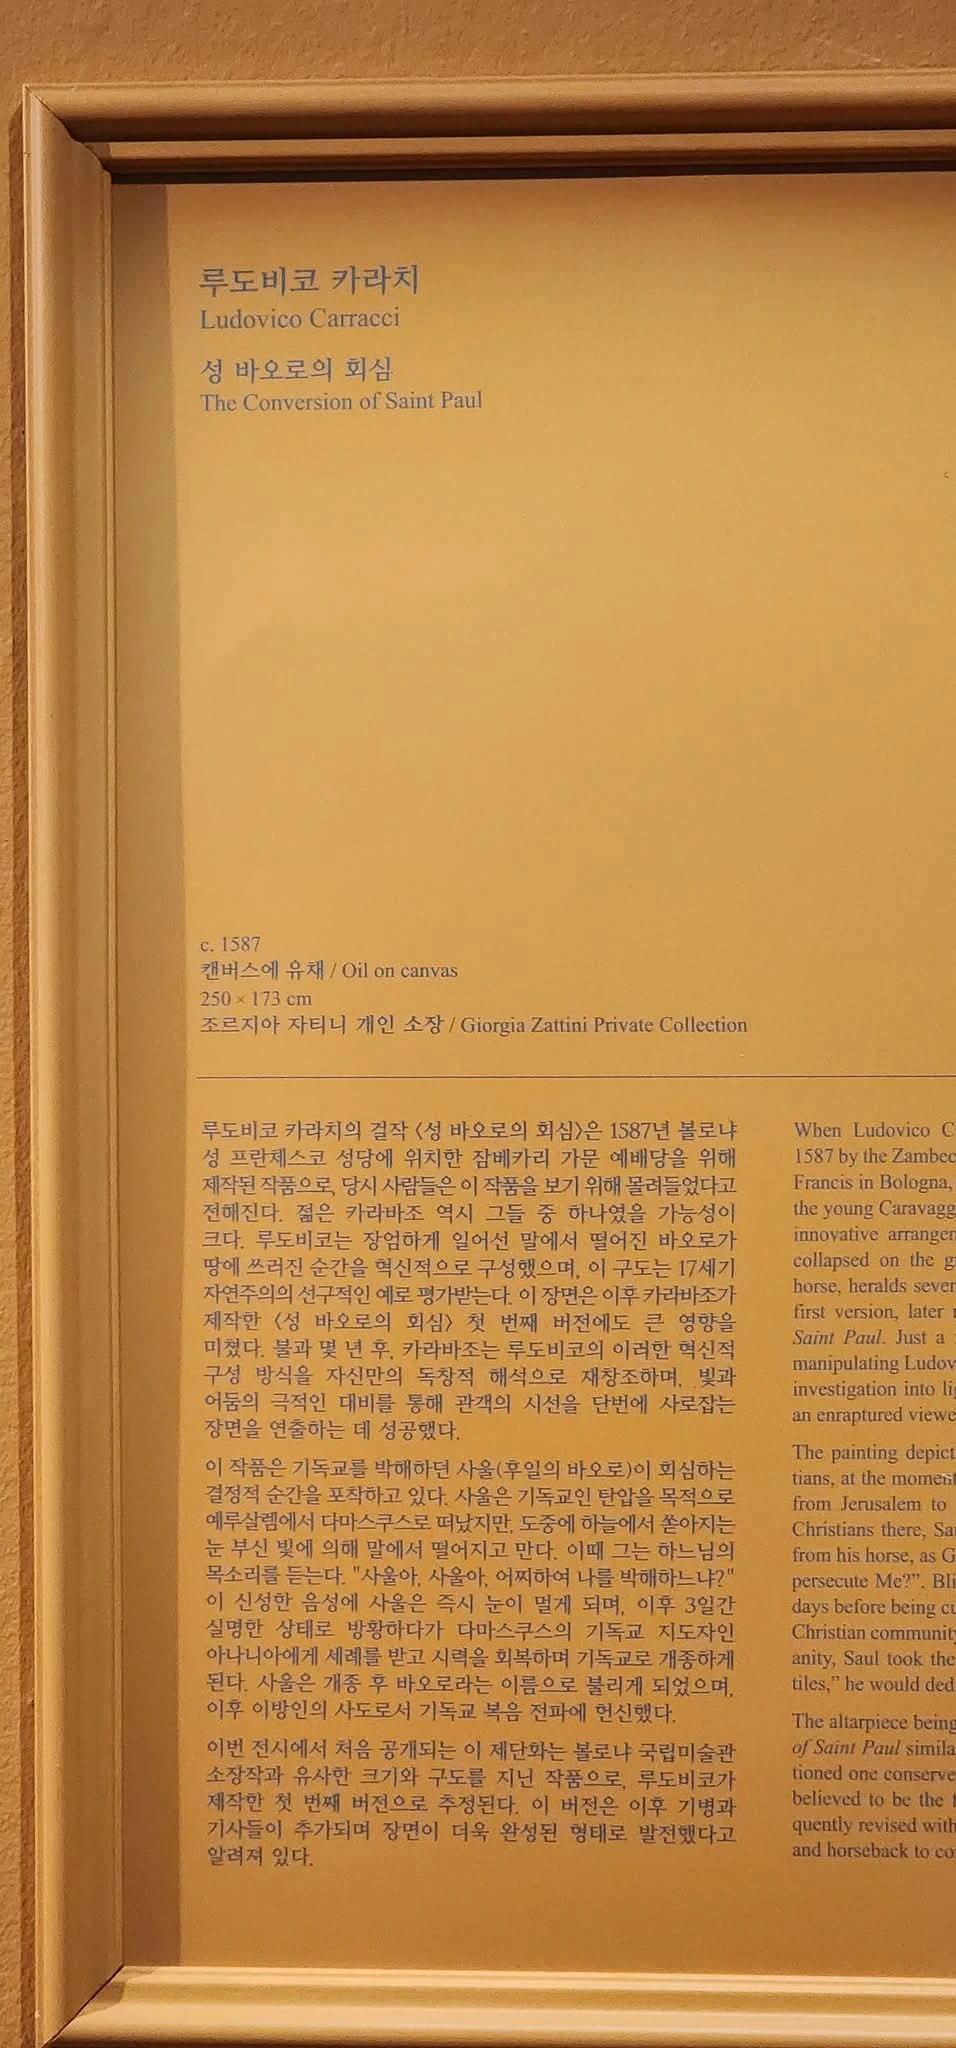 루도비코 카라치
Ludovico Carracci
성 바오로의 회심
The Conversion of Saint Paul
c. 1587
캔버스에 유채 / Oil on canvas
250 × 173 cm
조르지아 자티니 개인 소장 / Giorgia Zattini Private Collection
루도비코 카라치의 걸작 〈성 바오로의 회심〉은 1587년 볼로냐
성 프란체스코 성당에 위치한 잠베카리 가문 예배당을 위해
제작된 작품으로, 당시 사람들은 이 작품을 보기 위해 몰려들었다고
전해진다. 젊은 카라바조 역시 그들 중 하나였을 가능성이
크다. 루도비코는 장엄하게 일어선 말에서 떨어진 바오로가
땅에 쓰러진 순간을 혁신적으로 구성했으며, 이 구도는 17세기
자연주의의 선구적인 예로 평가받는다. 이 장면은 이후 카라바조가
제작한 〈성 바오로의 회심〉 첫 번째 버전에도 큰 영향을
미쳤다. 불과 몇 년 후, 카라바조는 루도비코의 이러한 혁신적
구성 방식을 자신만의 독창적 해석으로 재창조하며, 빛과
어둠의 극적인 대비를 통해 관객의 시선을 단번에 사로잡는
장면을 연출하는 데 성공했다.
이 작품은 기독교를 박해하던 사울(후일의 바오로)이 회심하는
결정적 순간을 포착하고 있다. 사울은 기독교인 탄압을 목적으로
예루살렘에서 다마스쿠스로 떠났지만, 도중에 하늘에서 쏟아지는
눈 부신 빛에 의해 말에서 떨어지고 만다. 이때 그는 하느님의
목소리를 듣는다. "사울아, 사울아, 어찌하여 나를 박해하느냐?"
이 신성한 음성에 사울은 즉시 눈이 멀게 되며, 이후 3일간
실명한 상태로 방황하다가 다마스쿠스의 기독교 지도자인
아나니아에게 세례를 받고 시력을 회복하며 기독교로 개종하게
된다. 사울은 개종 후 바오로라는 이름으로 불리게 되었으며,
이후 이방인의 사도로서 기독교 복음 전파에 헌신했다.
이번 전시에서 처음 공개되는 이 제단화는 볼로냐 국립미술관
소장작과 유사한 크기와 구도를 지닌 작품으로, 루도비코가
제작한 첫 번째 버전으로 추정된다. 이 버전은 이후 기병과
기사들이 추가되며 장면이 더욱 완성된 형태로 발전했다고
알려져 있다.
When Ludovico
1587 by the
Francis in Bologna,
the young
innovative
collapsed on the
horse, heralds
first version, later
Saint Paul. Just a
manipulating
investigation into
an enraptured
The painting
tians, at the
from Jerusalem to
Christians there,
from his horse, as
persecute Me?”.
days before being
Christian
anity, Saul took the
tiles,” he would
The altarpiece being
of Saint Paul
tioned one
believed to be the
quently revised
and horseback to